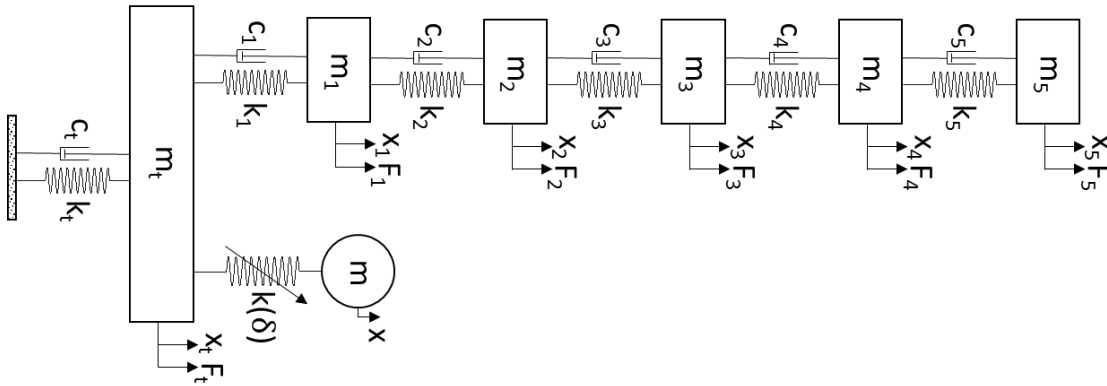 c₁
k₁
m₁
x₁ F₁
c₂
k₂
m₂
x₂ F₂
c₃
k₃
m₃
x₃ F₃
c₄
k₄
m₄
x₄ F₄
c₅
k₅
m₅
x₅ F₅
cₜ
kₜ
mₜ
xₜ Fₜ
k(δ)
m
x